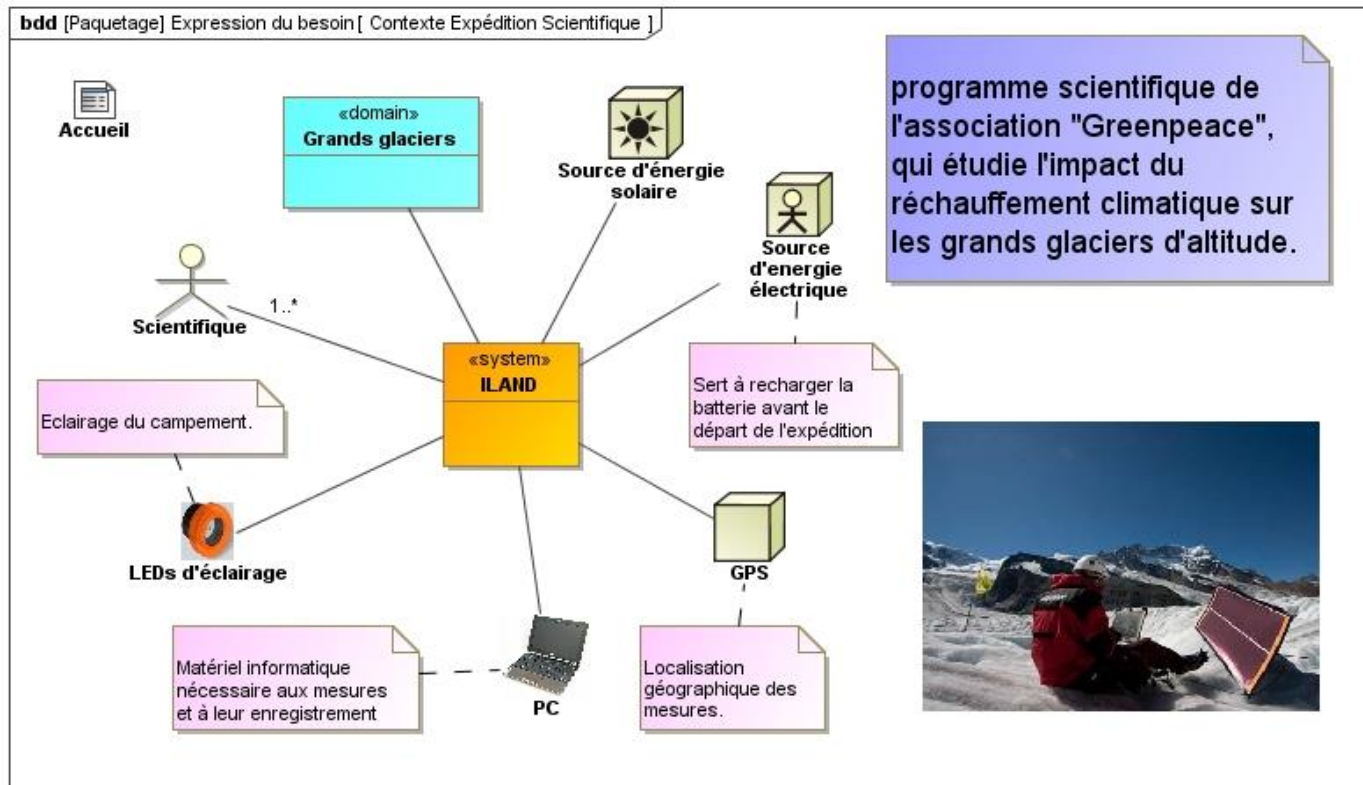 bdd [Paquetage] Expression du besoin [ Contexte Expédition Scientifique ]
Accueil
«domain»
Grands glaciers
Source d'énergie
solaire
Source
d'energie
électrique
programme scientifique de
l'association "Greenpeace",
qui étudie l'impact du
réchauffement climatique sur
les grands glaciers d'altitude.
Scientifique
1..*
«system»
ILAND
Sert à recharger la
batterie avant le
départ de l'expédition
Eclairage du campement.
LEDs d'éclairage
GPS
Matériel informatique
nécessaire aux mesures
et à leur enregistrement
PC
Localisation
géographique des
mesures.